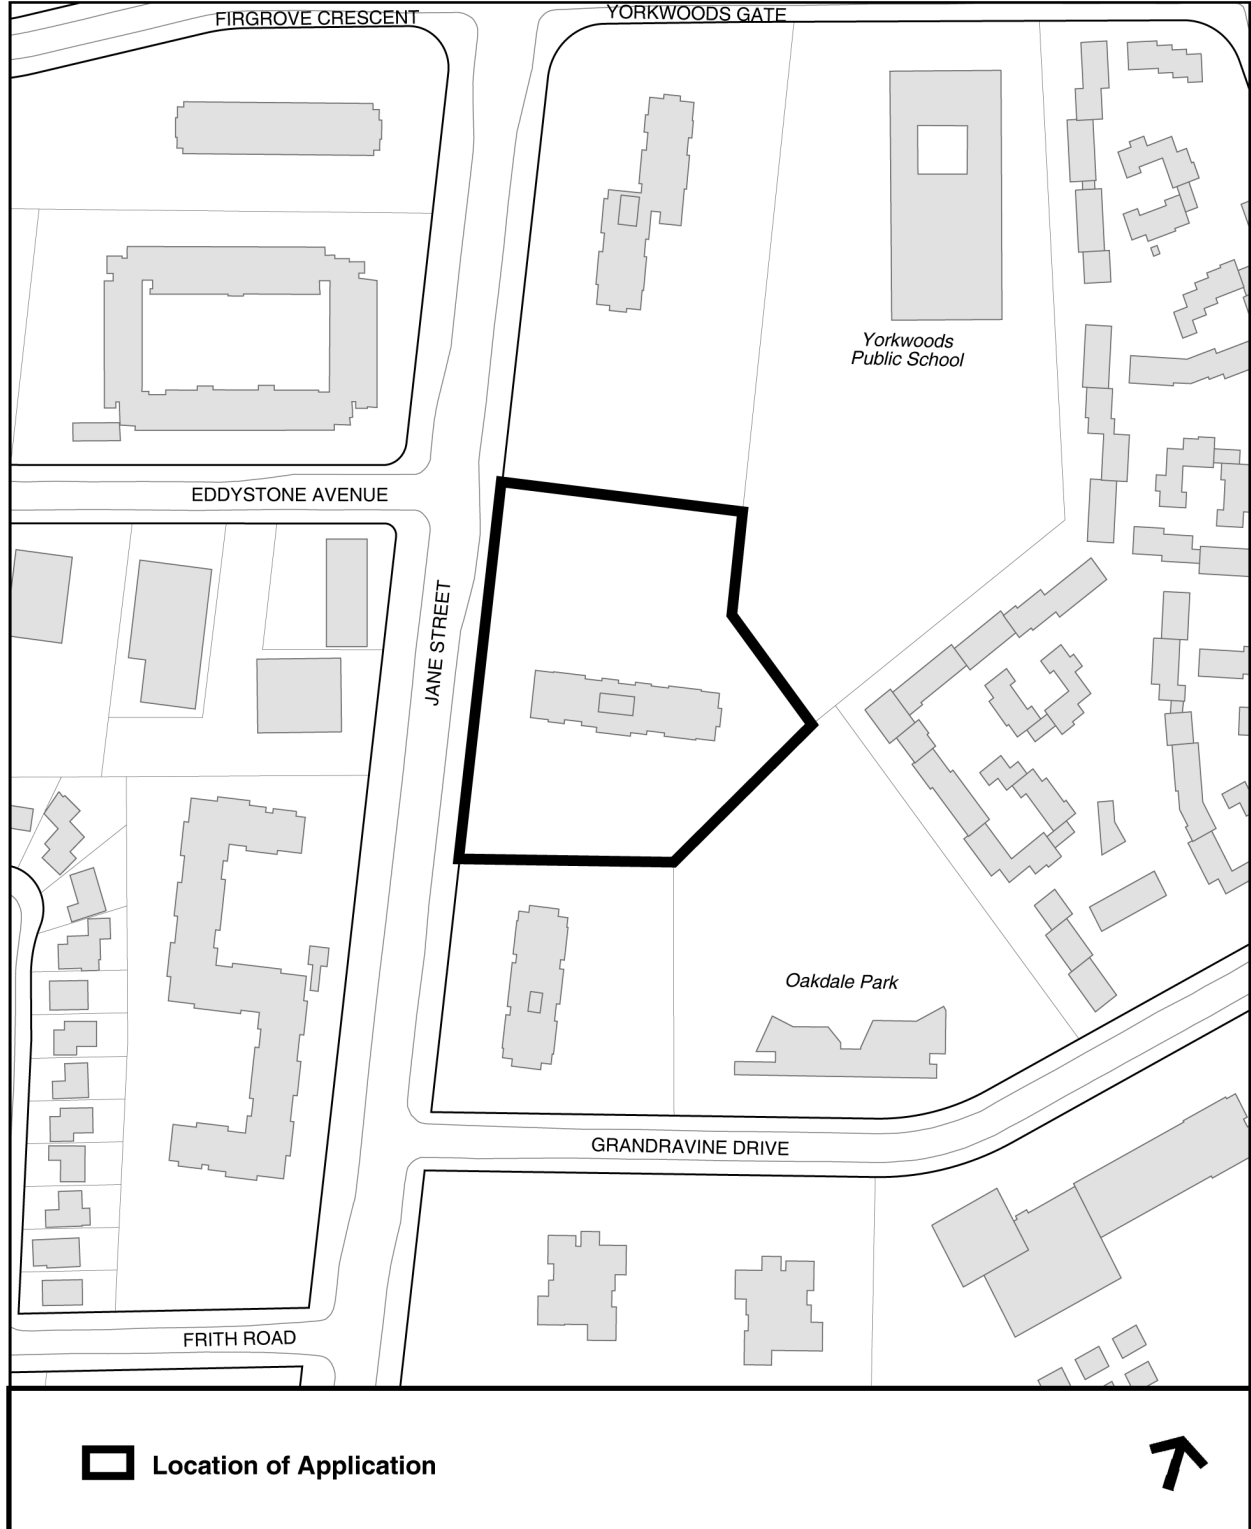 FIRGROVE CRESCENT
YORKWOODS GATE
Yorkwoods
Public School
EDDYSTONE AVENUE
JANE STREET
Oakdale Park
GRANDRAVINE DRIVE
FRITH ROAD
Location of Application